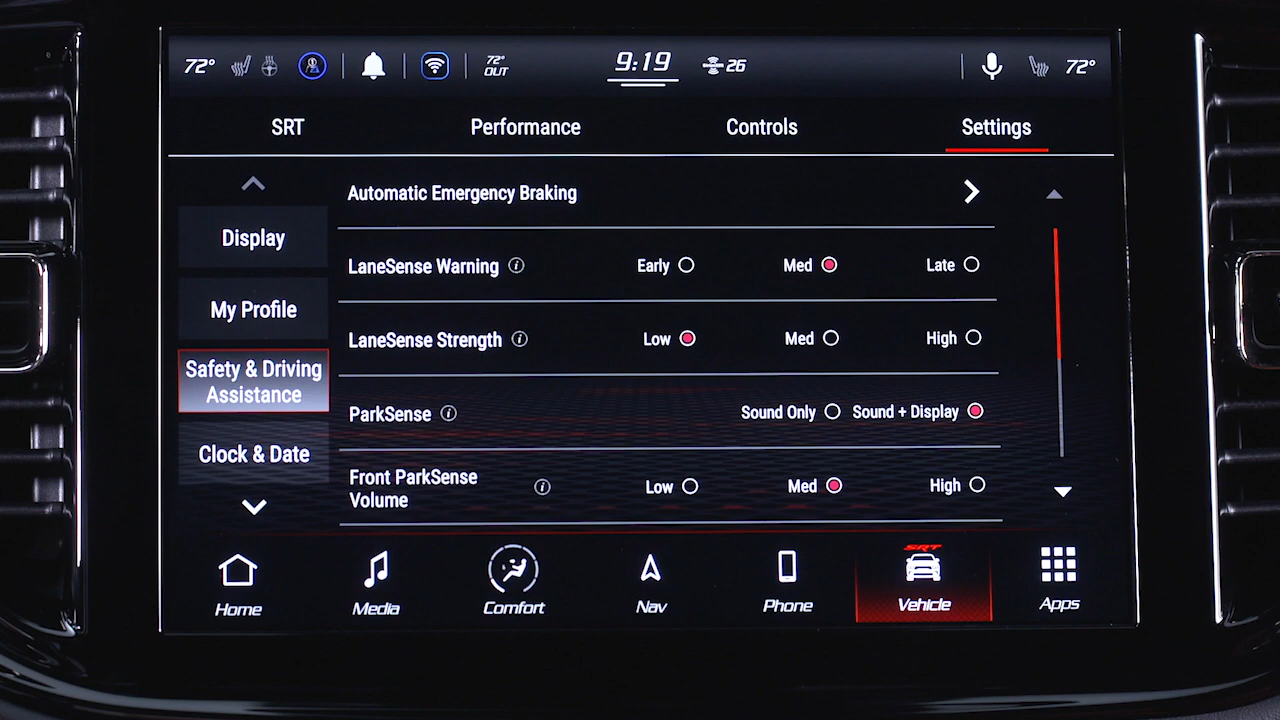 72°
72° OUT
9:19
26
72°
SRT
Performance
Controls
Settings
Display
My Profile
Safety & Driving
Assistance
Clock & Date
Automatic Emergency Braking
LaneSense Warning i Early Med Late
LaneSense Strength i Low Med High
ParkSense i Sound Only Sound + Display
Front ParkSense
Volume i Low Med High
Home
Media
Comfort
Nav
Phone
SRT
Vehicle
Apps